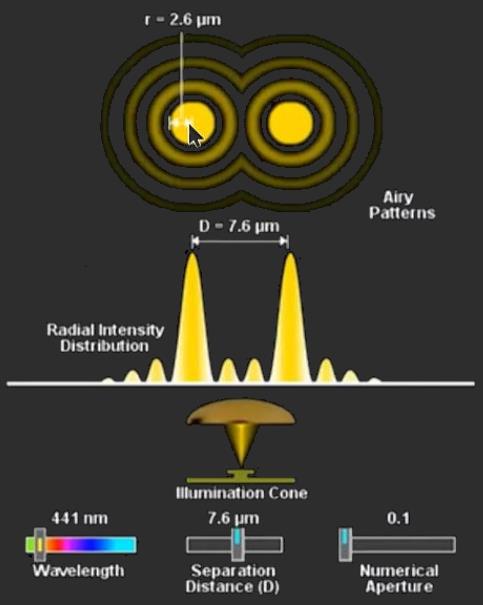 r = 2.6 µm
Airy
Patterns
D = 7.6 µm
Radial Intensity
Distribution
Illumination Cone
441 nm
7.6 µm
0.1
Wavelength
Separation
Distance (D)
Numerical
Aperture